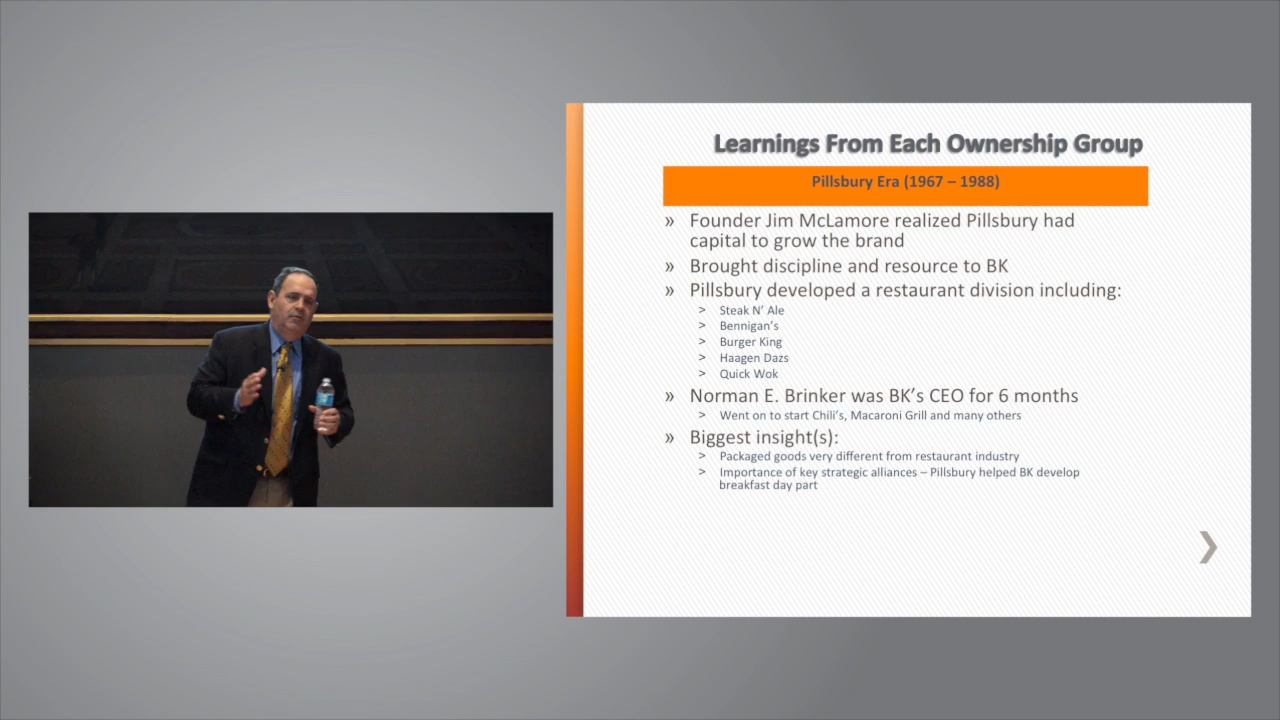 Learnings From Each Ownership Group
Pillsbury Era (1967 – 1988)
» Founder Jim McLamore realized Pillsbury had
capital to grow the brand
» Brought discipline and resource to BK
» Pillsbury developed a restaurant division including:
> Steak N’ Ale
> Bennigan’s
> Burger King
> Haagen Dazs
> Quick Wok
» Norman E. Brinker was BK’s CEO for 6 months
> Went on to start Chili’s, Macaroni Grill and many others
» Biggest insight(s):
> Packaged goods very different from restaurant industry
> Importance of key strategic alliances – Pillsbury helped BK develop
breakfast day part